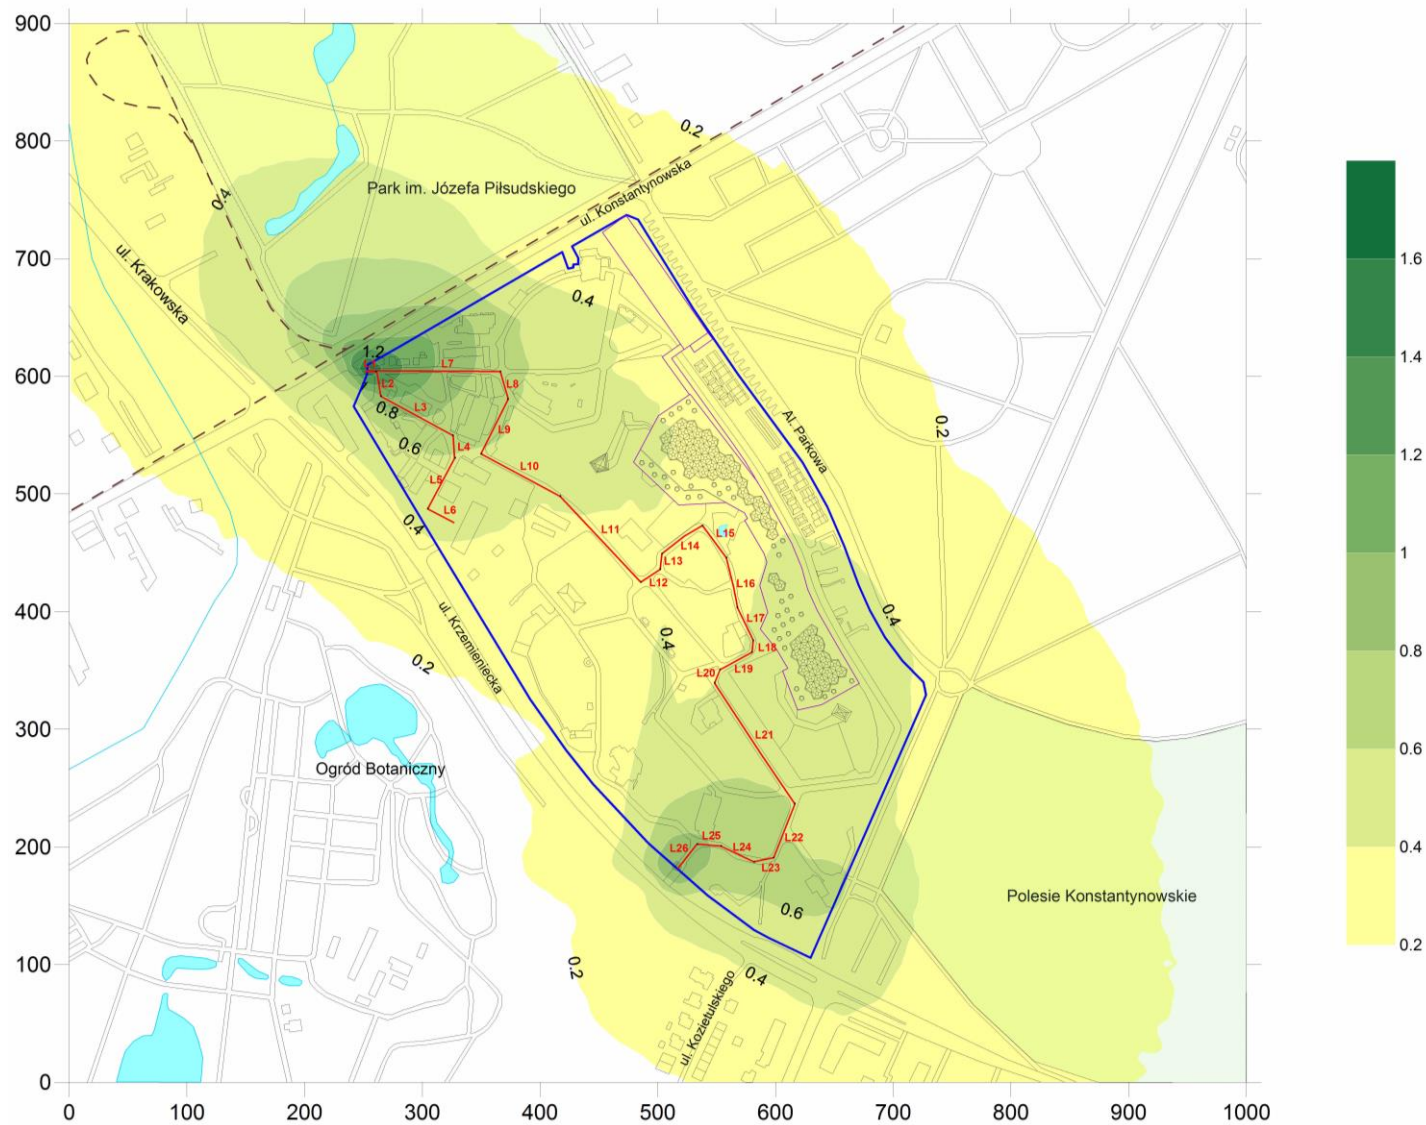 900
800
700
600
500
400
300
200
100
0
0.2
Park im. Józefa Piłsudskiego
0.4
ul. Konstantynowska
ul. Krakowska
0.4
1.2
L7
L2
L8
L3
0.8
L9
0.6
L4
L10
L5
L6
0.4
Al. Parkowa
0.2
L11
L14
L15
L13
L12
L16
L17
L18
L19
L20
0.4
0.4
ul. Krzemieniecka
0.2
L21
Ogród Botaniczny
L25
L22
L26
L24
L23
0.6
Polesie Konstantynowskie
0.2
0.4
ul. Kozietulskiego
0
100
200
300
400
500
600
700
800
900
1000
1.6
1.4
1.2
1
0.8
0.6
0.4
0.2